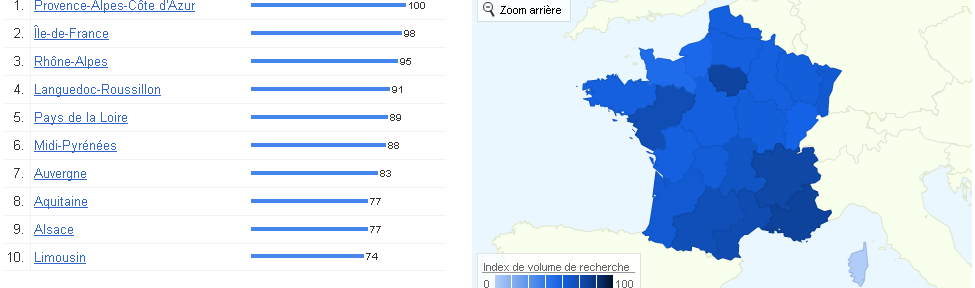 1. Provence-Alpes-Côte d'Azur 100
2. Île-de-France 98
3. Rhône-Alpes 95
4. Languedoc-Roussillon 91
5. Pays de la Loire 89
6. Midi-Pyrénées 88
7. Auvergne 83
8. Aquitaine 77
9. Alsace 77
10. Limousin 74
Zoom arrière
Index de volume de recherche
0 100